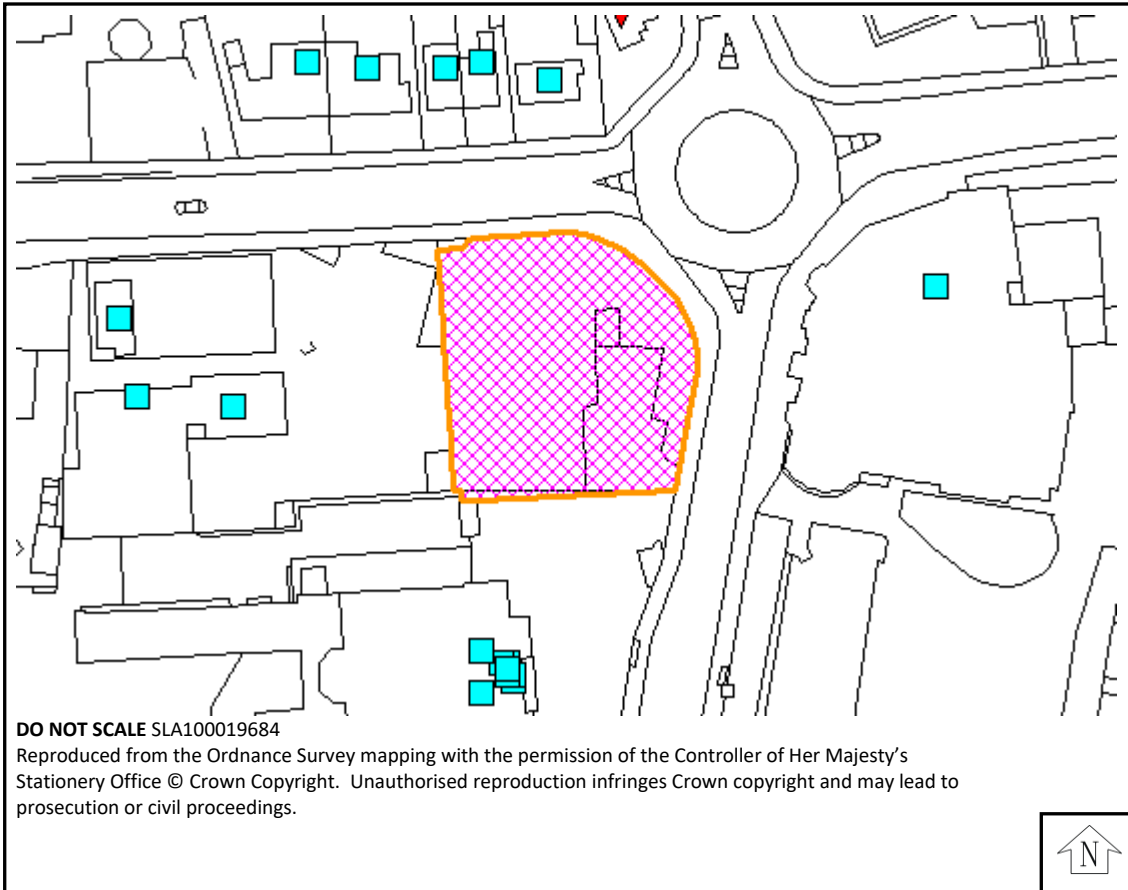 DO NOT SCALE SLA100019684
Reproduced from the Ordnance Survey mapping with the permission of the Controller of Her Majesty's
Stationery Office © Crown Copyright.  Unauthorised reproduction infringes Crown copyright and may lead to
prosecution or civil proceedings.
N